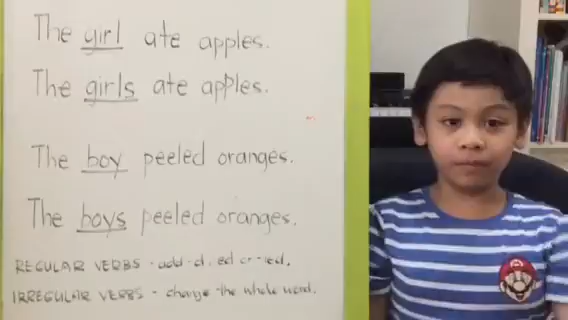 The girl ate apples.
The girls ate apples.
The boy peeled oranges.
The boys peeled oranges.
REGULAR VERBS - add -d, ed or -ied.
IRREGULAR VERBS - change the whole word.